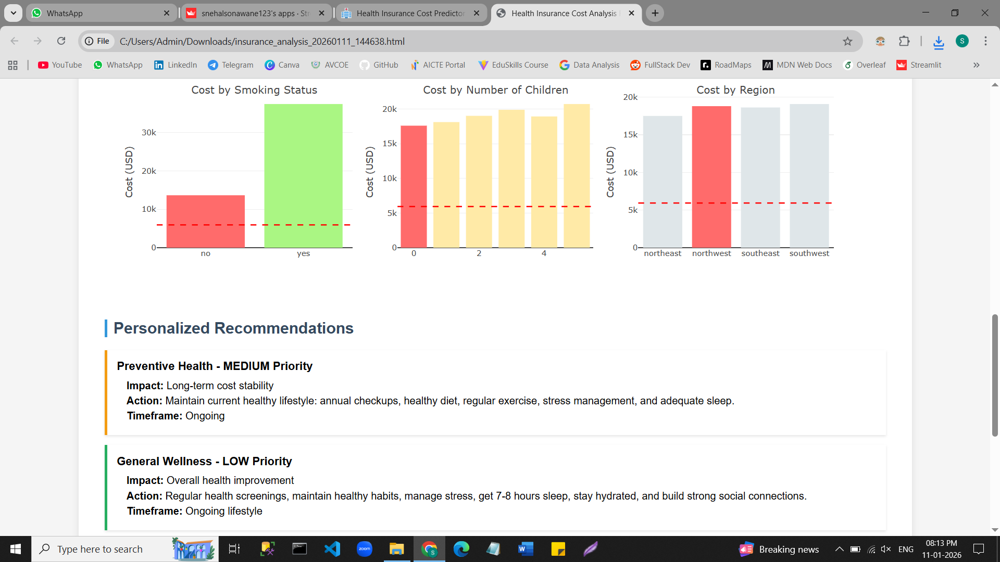 WhatsApp
snehalsonawane123's apps · Str
Health Insurance Cost Predictor
Health Insurance Cost Analysis
File
C:/Users/Admin/Downloads/insurance_analysis_20260111_144638.html
S
YouTube
WhatsApp
LinkedIn
Telegram
Canva
AVCOE
GitHub
AICTE Portal
EduSkills Course
Data Analysis
FullStack Dev
RoadMaps
MDN Web Docs
Overleaf
Streamlit
Cost by Smoking Status
Cost (USD)
30k
20k
10k
0
no
yes
Cost by Number of Children
Cost (USD)
20k
15k
10k
5k
0
0
2
4
Cost by Region
Cost (USD)
20k
15k
10k
5k
0
northeast
northwest
southeast
southwest
Personalized Recommendations
Preventive Health - MEDIUM Priority
Impact: Long-term cost stability
Action: Maintain current healthy lifestyle: annual checkups, healthy diet, regular exercise, stress management, and adequate sleep.
Timeframe: Ongoing
General Wellness - LOW Priority
Impact: Overall health improvement
Action: Regular health screenings, maintain healthy habits, manage stress, get 7-8 hours sleep, stay hydrated, and build strong social connections.
Timeframe: Ongoing lifestyle
Type here to search
zoom
S
Breaking news
ENG
08:13 PM
11-01-2026